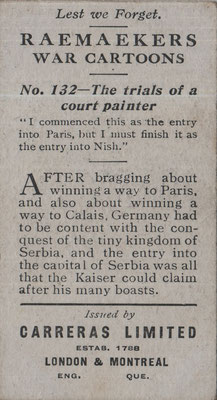 Lest we Forget.
RAEMAEKERS
WAR CARTOONS
No. 132—The trials of a
court painter
"I commenced this as the entry
into Paris, but I must finish it as
the entry into Nish."
AFTER bragging about
winning a way to Paris,
and also about winning a
way to Calais, Germany had
to be content with the con-
quest of the tiny kingdom of
Serbia, and the entry into
the capital of Serbia was all
that the Kaiser could claim
after his many boasts.
Issued by
CARRERAS LIMITED
ESTAB. 1788
LONDON & MONTREAL
ENG. QUE.